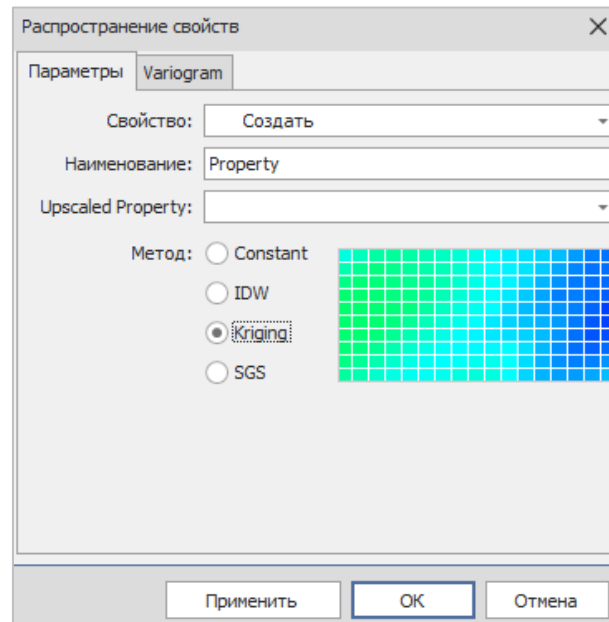 Распространение свойств
Параметры Variogram
Свойство: Создать
Наименование: Property
Upscaled Property:
Метод: Constant
IDW
Kriging
SGS
Применить OK Отмена